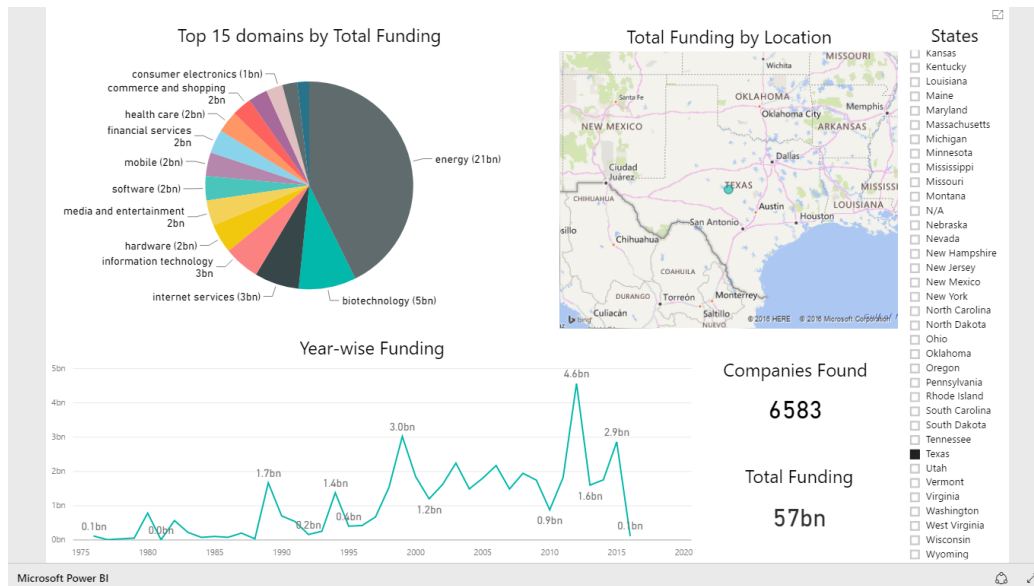 Top 15 domains by Total Funding
consumer electronics (1bn)
commerce and shopping
2bn
health care (2bn)
financial services
2bn
mobile (2bn)
software (2bn)
media and entertainment
2bn
hardware (2bn)
information technology
3bn
internet services (3bn)
biotechnology (5bn)
energy (21bn)
Total Funding by Location
MISSOURI
Wichita
Santa Fe
OKLAHOMA
Oklahoma City
Memphis
NEW MEXICO
ARKANSAS
Dallas
Ciudad
Juárez
TEXAS
MISSISSI
CHIHUAHUA
LOUISIANA
Austin
Houston
San Antonio
sillo
Chihuahua
COAHUILA
DURANGO
Torreón
Monterrey
Culiacán
Saltillo
NUEVO
bing
© 2016 HERE © 2016 Microsoft Corporation
States
Kansas
Kentucky
Louisiana
Maine
Maryland
Massachusetts
Michigan
Minnesota
Mississippi
Missouri
Montana
N/A
Nebraska
Nevada
New Hampshire
New Jersey
New Mexico
New York
North Carolina
North Dakota
Ohio
Oklahoma
Oregon
Pennsylvania
Rhode Island
South Carolina
South Dakota
Tennessee
Texas
Utah
Vermont
Virginia
Washington
West Virginia
Wisconsin
Wyoming
Year-wise Funding
5bn
4bn
3bn
2bn
1bn
0bn
0.1bn
0.0bn
1.7bn
0.2bn
1.4bn
0.4bn
3.0bn
1.2bn
0.9bn
4.6bn
1.6bn
2.9bn
0.1bn
1975
1980
1985
1990
1995
2000
2005
2010
2015
2020
Companies Found
6583
Total Funding
57bn
Microsoft Power BI